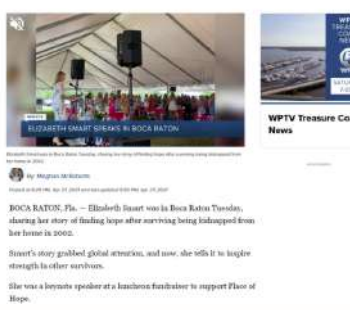 ELIZABETH SMART SPEAKS IN BOCA RATON
WPTV Treasure Co
News
BOCA RATON, Fla. — Elizabeth Smart was in Boca Raton Tuesday,
sharing her story of finding hope after surviving being kidnapped from
her home in 2002.
Smart's story grabbed global attention, and now, she tells it to inspire
strength in other survivors.
She was a keynote speaker at a luncheon fundraiser to support Place of
Hope.